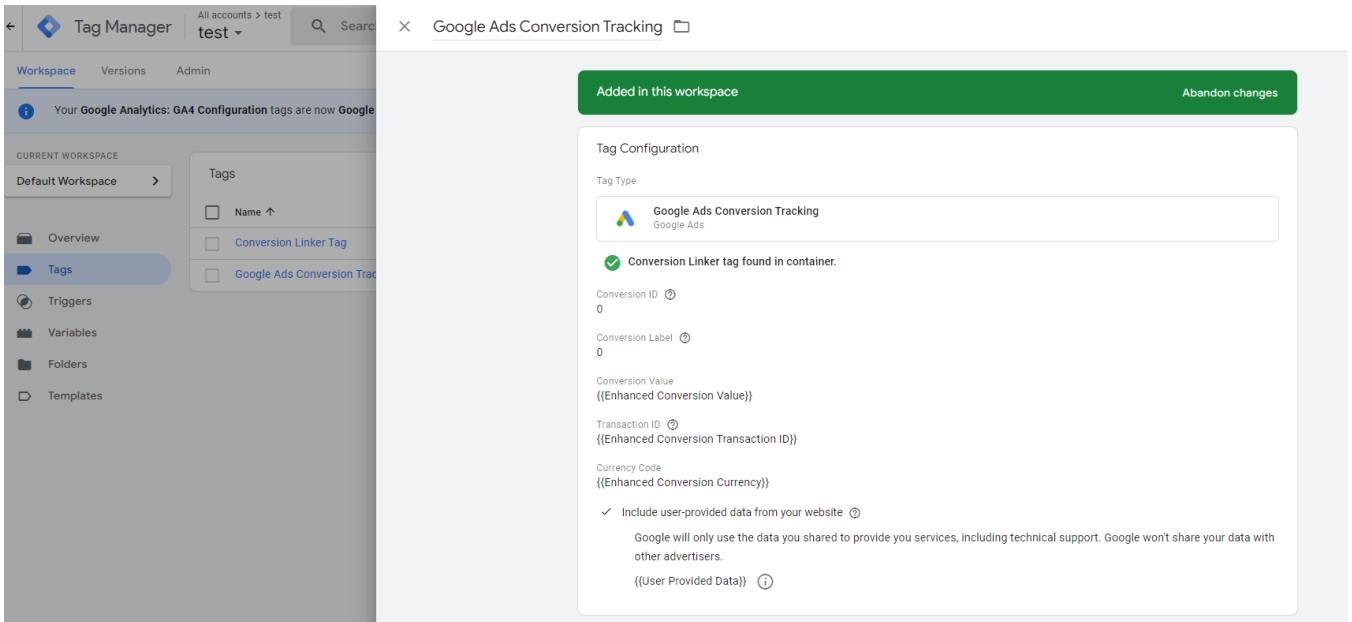 Tag Manager
All accounts > test
test
Search
Workspace Versions Admin
Your Google Analytics: GA4 Configuration tags are now Google
CURRENT WORKSPACE
Default Workspace
Overview
Tags
Triggers
Variables
Folders
Templates
Tags
Name
Conversion Linker Tag
Google Ads Conversion Trac
Google Ads Conversion Tracking
Added in this workspace
Abandon changes
Tag Configuration
Tag Type
Google Ads Conversion Tracking
Google Ads
Conversion Linker tag found in container.
Conversion ID
0
Conversion Label
0
Conversion Value
{{Enhanced Conversion Value}}
Transaction ID
{{Enhanced Conversion Transaction ID}}
Currency Code
{{Enhanced Conversion Currency}}
Include user-provided data from your website
Google will only use the data you shared to provide you services, including technical support. Google won't share your data with
other advertisers.
{{User Provided Data}}